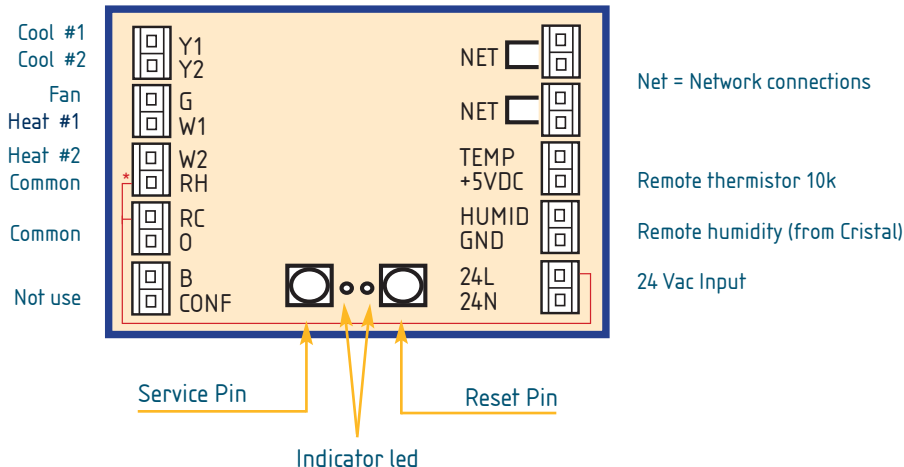 Cool #1
Cool #2
Fan
Heat #1
Heat #2
Common
Common
Not use
Y1
Y2
G
W1
W2
* RH
RC
O
B
CONF
NET
NET
TEMP
+5VDC
HUMID
GND
24L
24N
Net = Network connections
Remote thermistor 10k
Remote humidity (from Cristal)
24 Vac Input
Service Pin
Reset Pin
Indicator led